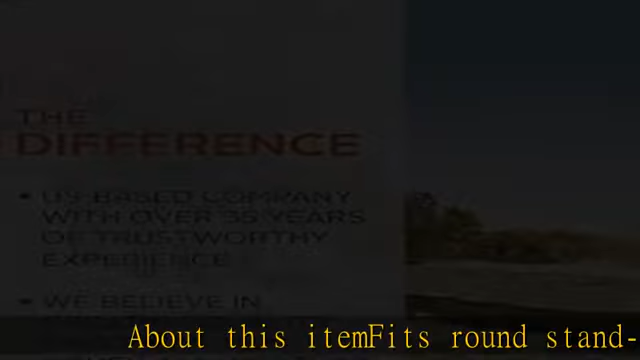 THE
DIFFERENCE
• US-BASED COMPANY
WITH OVER 35 YEARS
OF TRUSTWORTHY
EXPERIENCE
• WE BELIEVE IN
About this itemFits round stand-